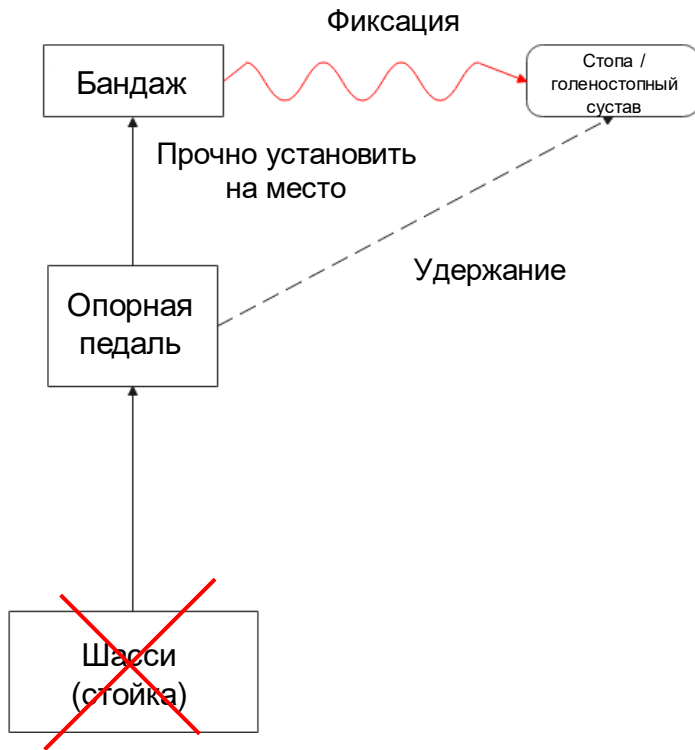 Фиксация
Бандаж
Стопа /
голеностопный
сустав
Прочно установить
на место
Удержание
Опорная
педаль
Шасси
(стойка)